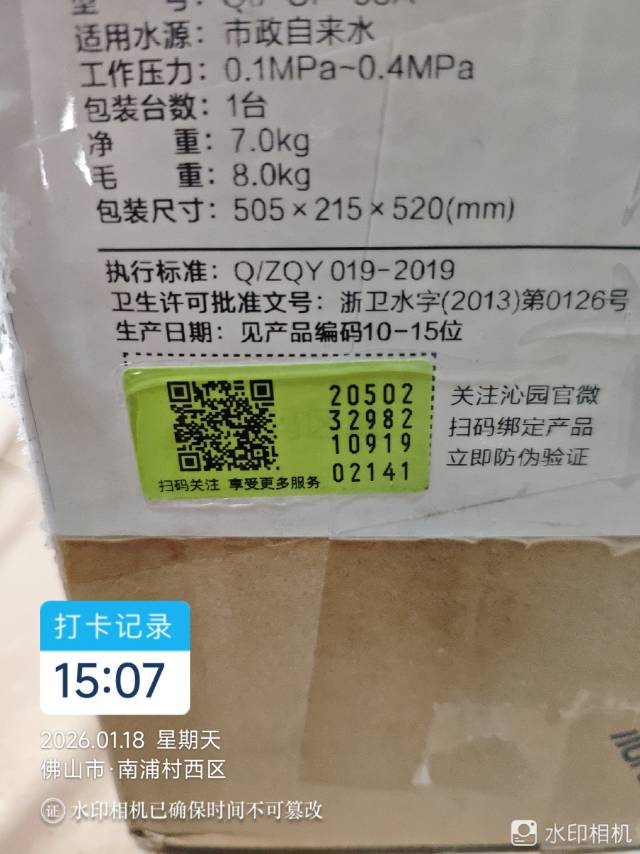 型 号:
适用水源:市政自来水
工作压力:0.1MPa~0.4MPa
包装台数:1台
净 重:7.0kg
毛 重:8.0kg
包装尺寸:505×215×520(mm)
执行标准:Q/ZQY 019-2019
卫生许可批准文号:浙卫水字(2013)第0126号
生产日期:见产品编码10-15位
20502
32982
10919
02141
扫码关注 享受更多服务
关注沁园官微
扫码绑定产品
立即防伪验证
打卡记录
15:07
2026.01.18 星期天
佛山市·南浦村西区
证 水印相机已确保时间不可篡改
水印相机